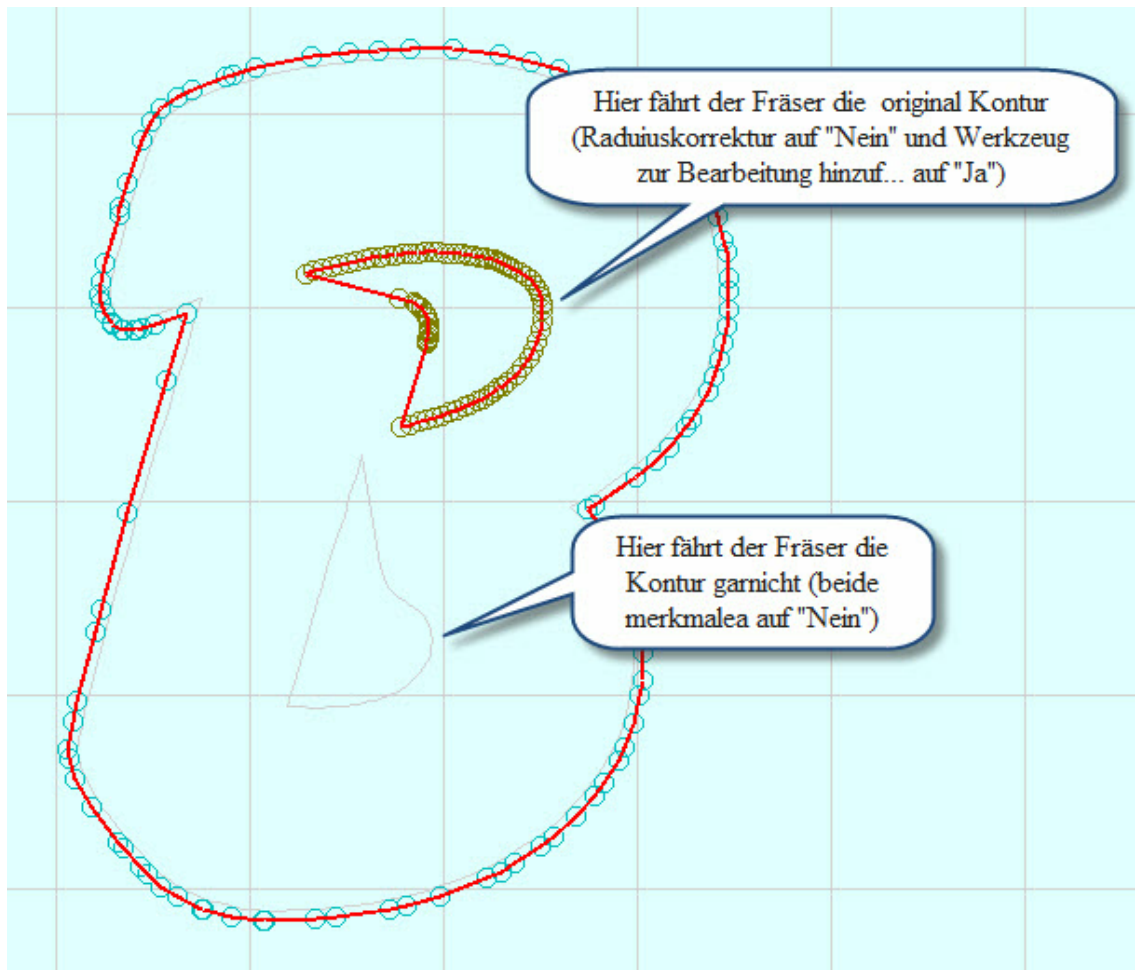 Hier fährt der Fräser die original Kontur
(Raduiuskorrektur auf "Nein" und Werkzeug
zur Bearbeitung hinzuf... auf "Ja")
Hier fährt der Fräser die
Kontur garnicht (beide
merkmalea auf "Nein")